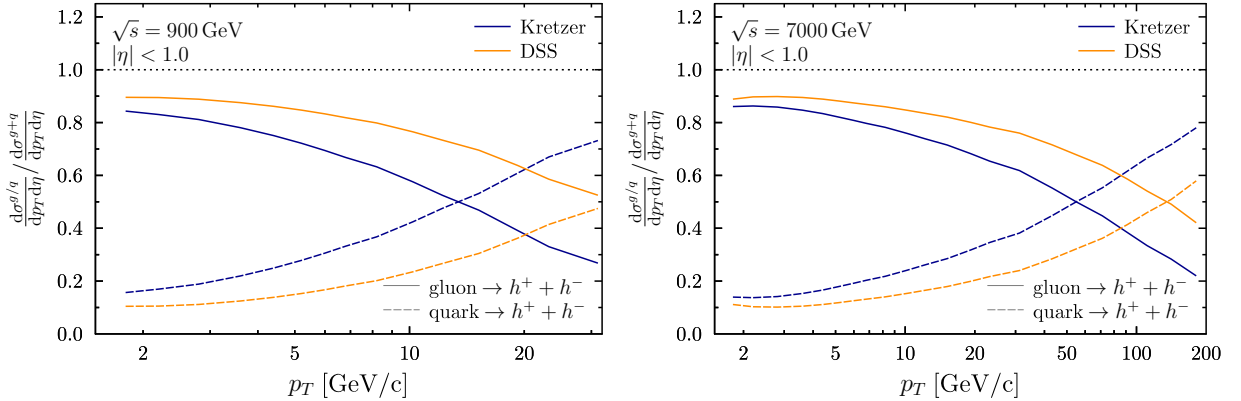 √s = 900 GeV
|η| < 1.0
Kretzer
DSS
gluon → h⁺ + h⁻
quark → h⁺ + h⁻
dσ^{g/q}/dp_T dη / dσ^{g+q}/dp_T dη
1.2
1.0
0.8
0.6
0.4
0.2
0.0
2 5 10 20
p_T [GeV/c]
√s = 7000 GeV
|η| < 1.0
Kretzer
DSS
gluon → h⁺ + h⁻
quark → h⁺ + h⁻
dσ^{g/q}/dp_T dη / dσ^{g+q}/dp_T dη
1.2
1.0
0.8
0.6
0.4
0.2
0.0
2 5 10 20 50 100 200
p_T [GeV/c]